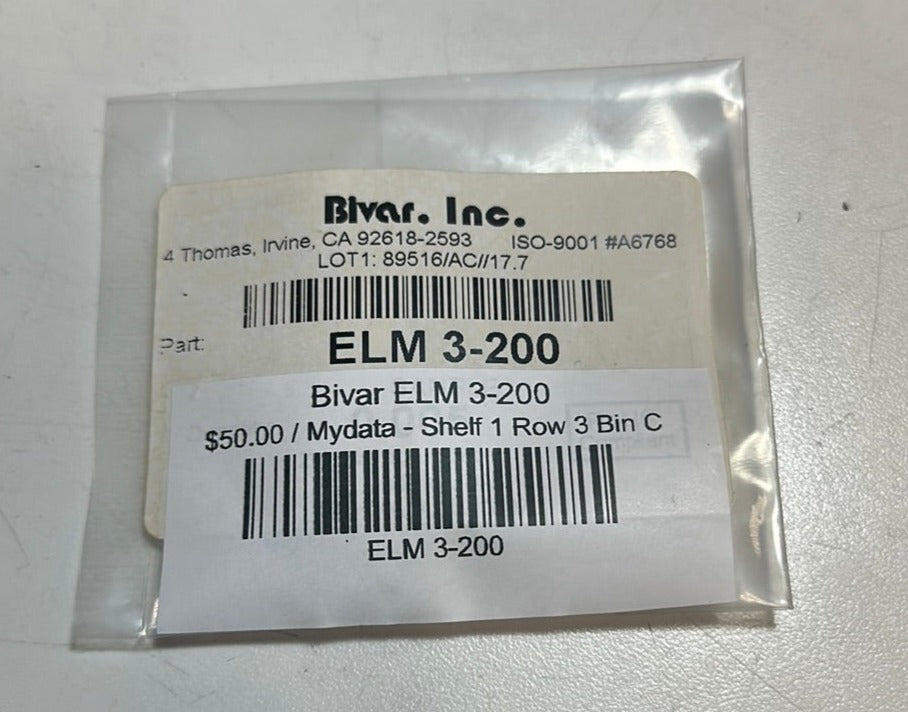 Bivar. Inc.
4 Thomas, Irvine, CA 92618-2593 ISO-9001 #A6768
LOT1: 89516/AC//17.7
Part:
ELM 3-200
Bivar ELM 3-200
$50.00 / Mydata - Shelf 1 Row 3 Bin C
ELM 3-200